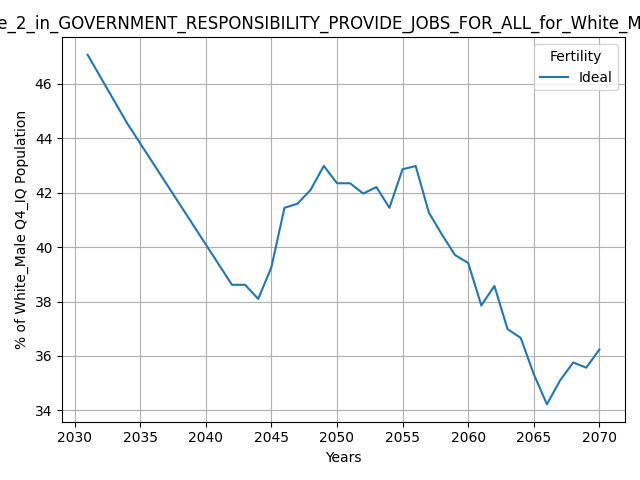 e_2_in_GOVERNMENT_RESPONSIBILITY_PROVIDE_JOBS_FOR_ALL_for_White_M
Fertility
Ideal
% of White_Male Q4_IQ Population
46
44
42
40
38
36
34
2030 2035 2040 2045 2050 2055 2060 2065 2070
Years